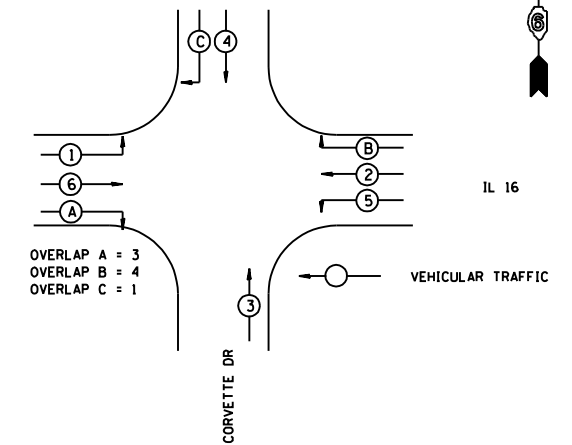 C 4
6
1
B
6
2
IL 16
A
5
OVERLAP A = 3
OVERLAP B = 4
OVERLAP C = 1
VEHICULAR TRAFFIC
3
CORVETTE DR